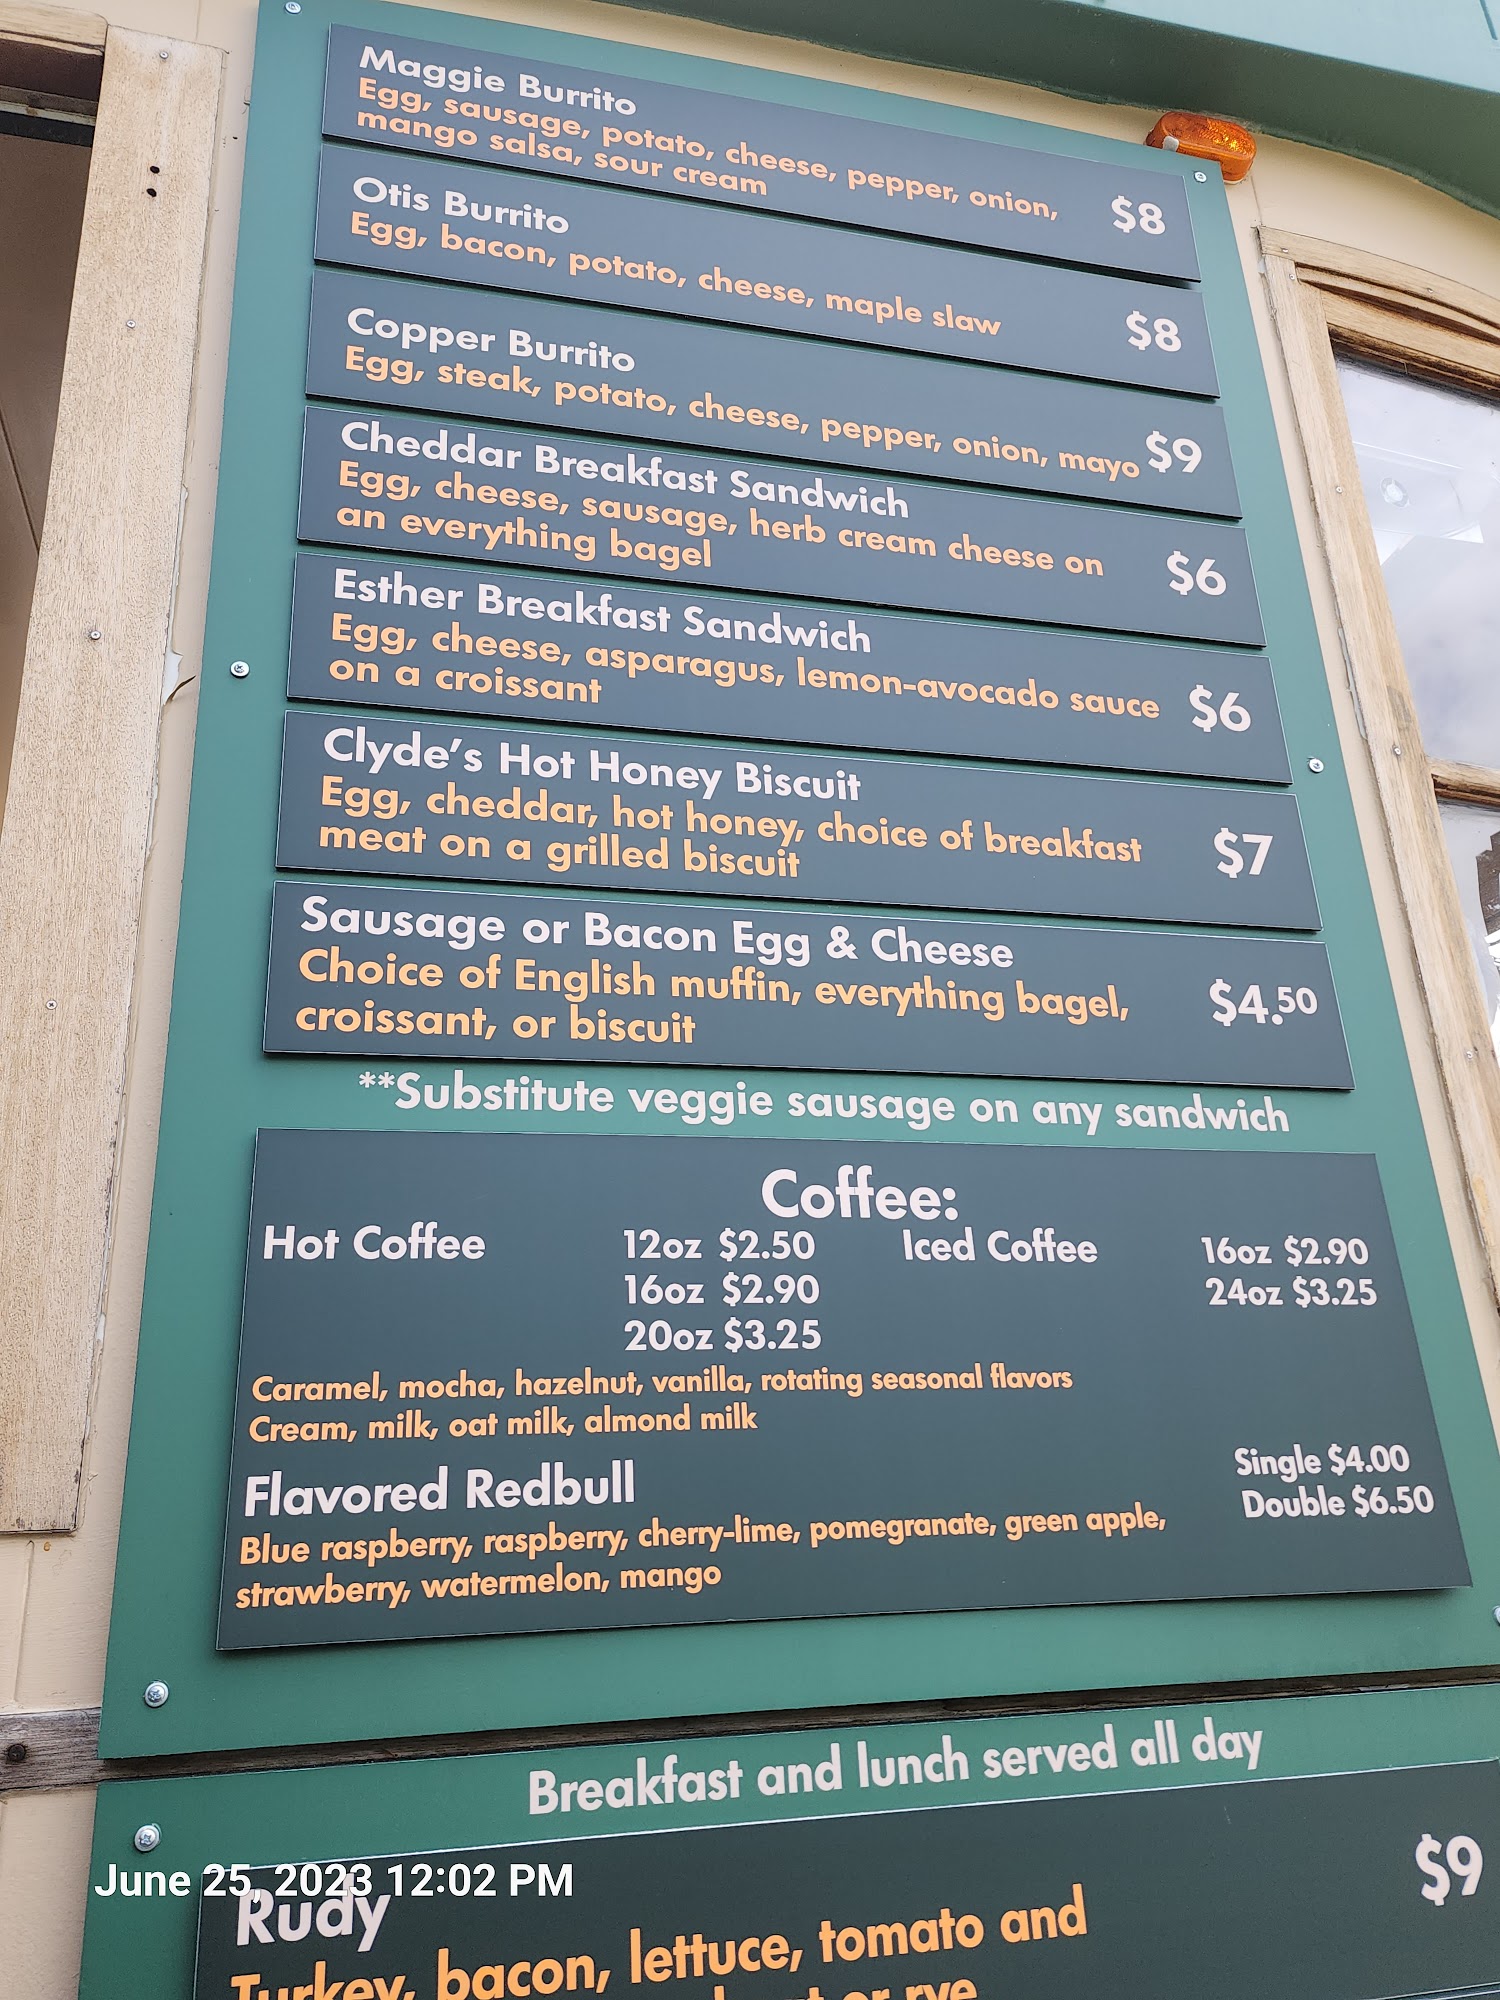 Maggie Burrito
Egg, sausage, potato, cheese, pepper, onion,
mango salsa, sour cream
$8
Otis Burrito
Egg, bacon, potato, cheese, maple slaw
$8
Copper Burrito
Egg, steak, potato, cheese, pepper, onion, mayo
$9
Cheddar Breakfast Sandwich
Egg, cheese, sausage, herb cream cheese on
an everything bagel
$6
Esther Breakfast Sandwich
Egg, cheese, asparagus, lemon-avocado sauce
on a croissant
$6
Clyde's Hot Honey Biscuit
Egg, cheddar, hot honey, choice of breakfast
meat on a grilled biscuit
$7
Sausage or Bacon Egg & Cheese
Choice of English muffin, everything bagel,
croissant, or biscuit
$4.50
**Substitute veggie sausage on any sandwich
Coffee:
Hot Coffee 12oz $2.50 Iced Coffee 16oz $2.90
16oz $2.90 24oz $3.25
20oz $3.25
Caramel, mocha, hazelnut, vanilla, rotating seasonal flavors
Cream, milk, oat milk, almond milk
Flavored Redbull
Single $4.00
Double $6.50
Blue raspberry, raspberry, cherry-lime, pomegranate, green apple,
strawberry, watermelon, mango
Breakfast and lunch served all day
June 25, 2023 12:02 PM
Rudy
$9
Turkey, bacon, lettuce, tomato and
or rye